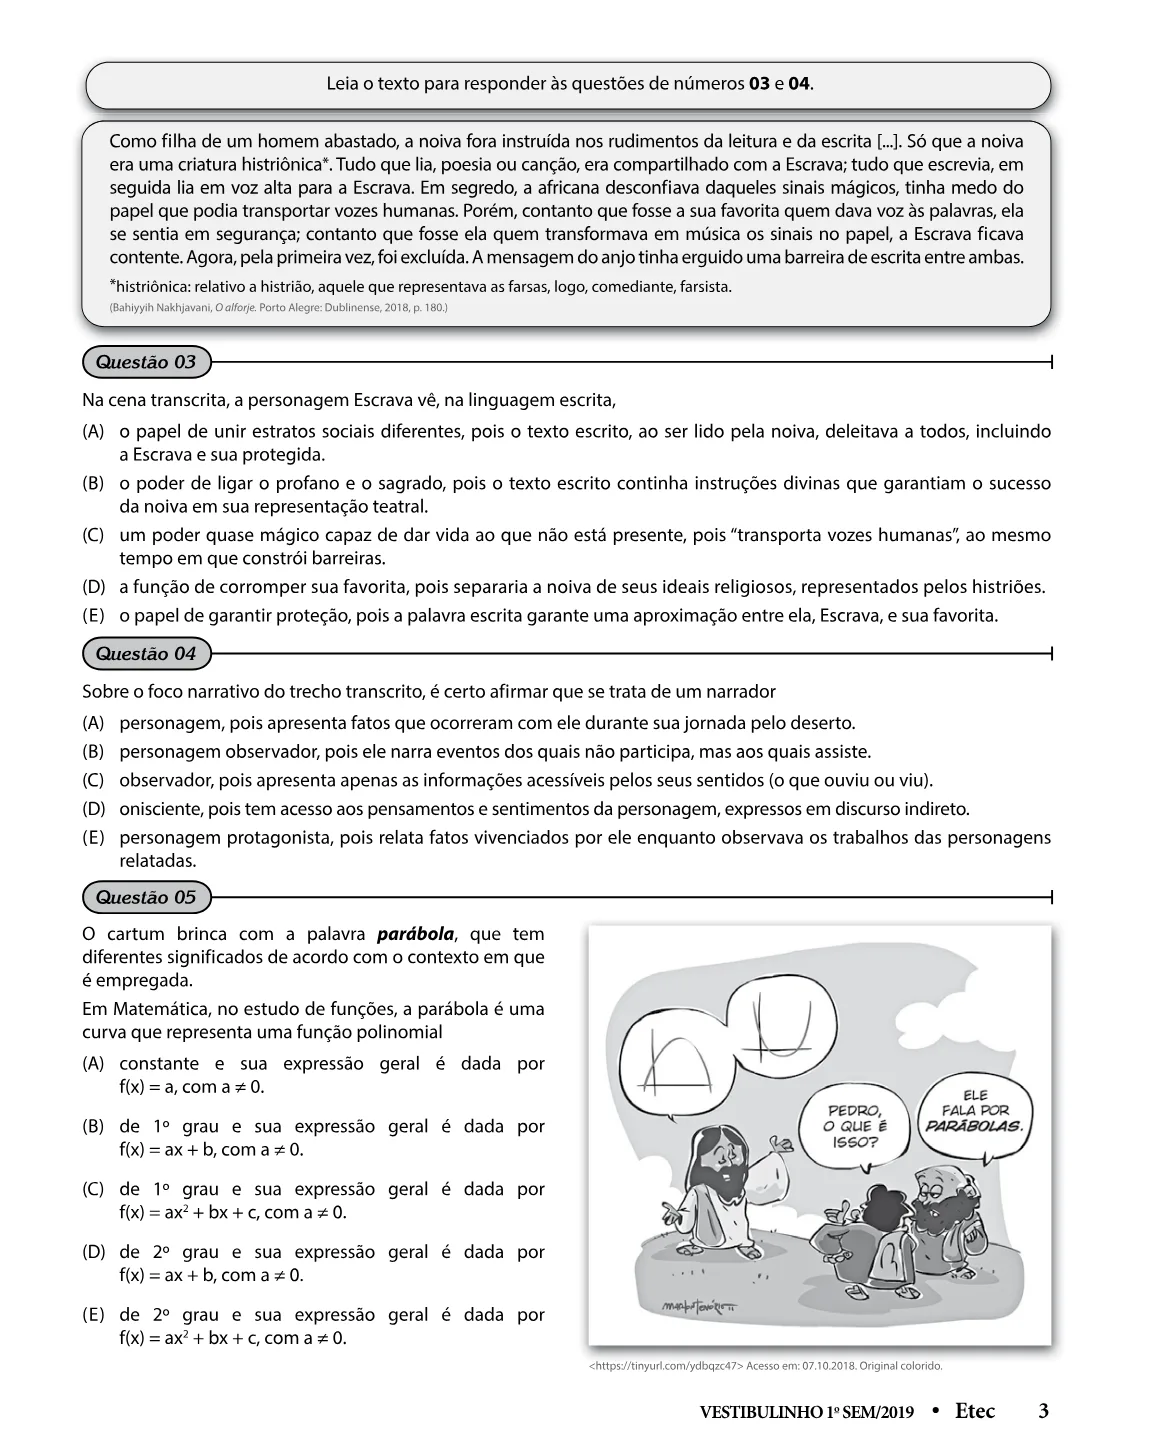 Leia o texto para responder às questões de números 03 e 04.
Como filha de um homem abastado, a noiva fora instruída nos rudimentos da leitura e da escrita [...]. Só que a noiva
era uma criatura histriônica*. Tudo que lia, poesia ou canção, era compartilhado com a Escrava; tudo que escrevia, em
seguida lia em voz alta para a Escrava. Em segredo, a africana desconfiava daqueles sinais mágicos, tinha medo do
papel que podia transportar vozes humanas. Porém, contanto que fosse a sua favorita quem dava voz às palavras, ela
se sentia em segurança; contanto que fosse ela quem transformava em música os sinais no papel, a Escrava ficava
contente. Agora, pela primeira vez, foi excluída. A mensagem do anjo tinha erguido uma barreira de escrita entre ambas.
*histriônica: relativo a histrião, aquele que representava as farsas, logo, comediante, farsista.
(Bahiyyih Nakhjavani, O alforje. Porto Alegre: Dublinense, 2018, p. 180.)
Questão 03
Na cena transcrita, a personagem Escrava vê, na linguagem escrita,
(A) o papel de unir estratos sociais diferentes, pois o texto escrito, ao ser lido pela noiva, deleitava a todos, incluindo
a Escrava e sua protegida.
(B) o poder de ligar o profano e o sagrado, pois o texto escrito continha instruções divinas que garantiam o sucesso
da noiva em sua representação teatral.
(C) um poder quase mágico capaz de dar vida ao que não está presente, pois “transporta vozes humanas”, ao mesmo
tempo em que constrói barreiras.
(D) a função de corromper sua favorita, pois separaria a noiva de seus ideais religiosos, representados pelos histriões.
(E) o papel de garantir proteção, pois a palavra escrita garante uma aproximação entre ela, Escrava, e sua favorita.
Questão 04
Sobre o foco narrativo do trecho transcrito, é certo afirmar que se trata de um narrador
(A) personagem, pois apresenta fatos que ocorreram com ele durante sua jornada pelo deserto.
(B) personagem observador, pois ele narra eventos dos quais não participa, mas aos quais assiste.
(C) observador, pois apresenta apenas as informações acessíveis pelos seus sentidos (o que ouviu ou viu).
(D) onisciente, pois tem acesso aos pensamentos e sentimentos da personagem, expressos em discurso indireto.
(E) personagem protagonista, pois relata fatos vivenciados por ele enquanto observava os trabalhos das personagens
relatadas.
Questão 05
O cartum brinca com a palavra parábola, que tem
diferentes significados de acordo com o contexto em que
é empregada.
Em Matemática, no estudo de funções, a parábola é uma
curva que representa uma função polinomial
(A) constante e sua expressão geral é dada por
f(x) = a, com a ≠ 0.
(B) de 1º grau e sua expressão geral é dada por
f(x) = ax + b, com a ≠ 0.
(C) de 1º grau e sua expressão geral é dada por
f(x) = ax² + bx + c, com a ≠ 0.
(D) de 2º grau e sua expressão geral é dada por
f(x) = ax + b, com a ≠ 0.
(E) de 2º grau e sua expressão geral é dada por
f(x) = ax² + bx + c, com a ≠ 0.
PEDRO,
O QUE É
ISSO?
ELE
FALA POR
PARÁBOLAS.
<https://tinyurl.com/ydbqzc47> Acesso em: 07.10.2018. Original colorido.
VESTIBULINHO 1º SEM/2019 • Etec 3